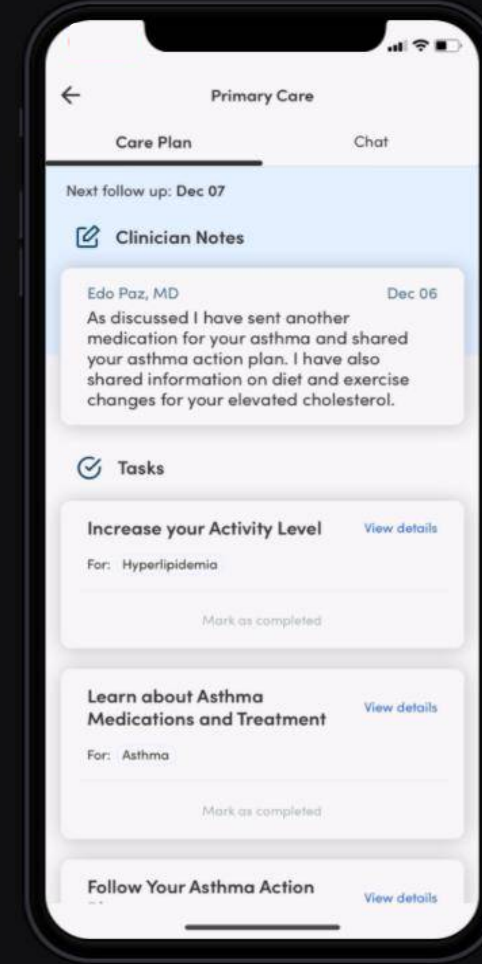 Primary Care
Care Plan Chat
Next follow up: Dec 07
Clinician Notes
Edo Paz, MD Dec 06
As discussed I have sent another
medication for your asthma and shared
your asthma action plan. I have also
shared information on diet and exercise
changes for your elevated cholesterol.
Tasks
Increase your Activity Level View details
For: Hyperlipidemia
Mark as completed
Learn about Asthma
Medications and Treatment View details
For: Asthma
Mark as completed
Follow Your Asthma Action View details